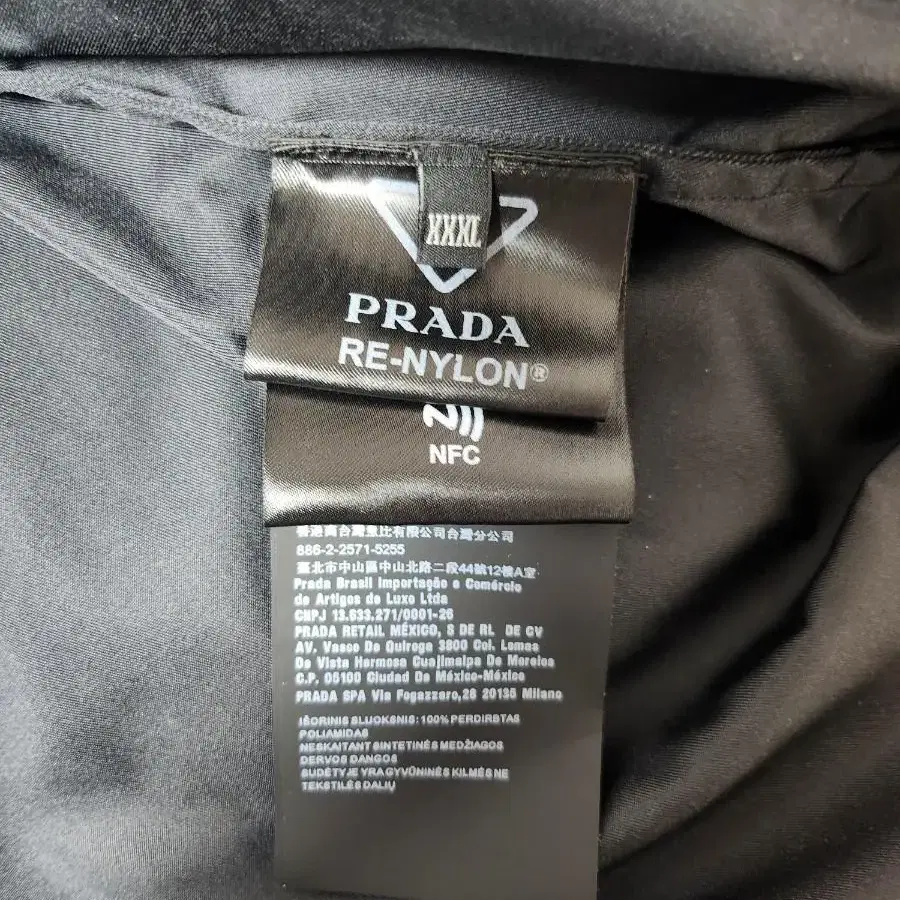 XXXL
PRADA
RE-NYLON®
NFC
香港商台灣普拉達有限公司台灣分公司
886-2-2571-5255
臺北市中山區中山北路二段44號12樓A室
Prada Brasil Importação e Comércio
de Artigos de Luxo Ltda
CNPJ 13.633.271/0001-26
PRADA RETAIL MÉXICO, S DE RL DE CV
AV. Vasco De Quiroga 3800 Col. Lomas
De Vista Hermosa Cuajimalpa De Morelos
C.P. 05100 Ciudad De México-México
PRADA SPA Via Fogazzaro,28 20135 Milano
IŠORINIS SLUOKSNIS: 100% PERDIRBTAS
POLIAMIDAS
NESKAITANT SINTETINĖS MEDŽIAGOS
DERVOS DANGOS
SUDĖTYJE YRA GYVŪNINĖS KILMĖS NE
TEKSTILĖS DALIŲ